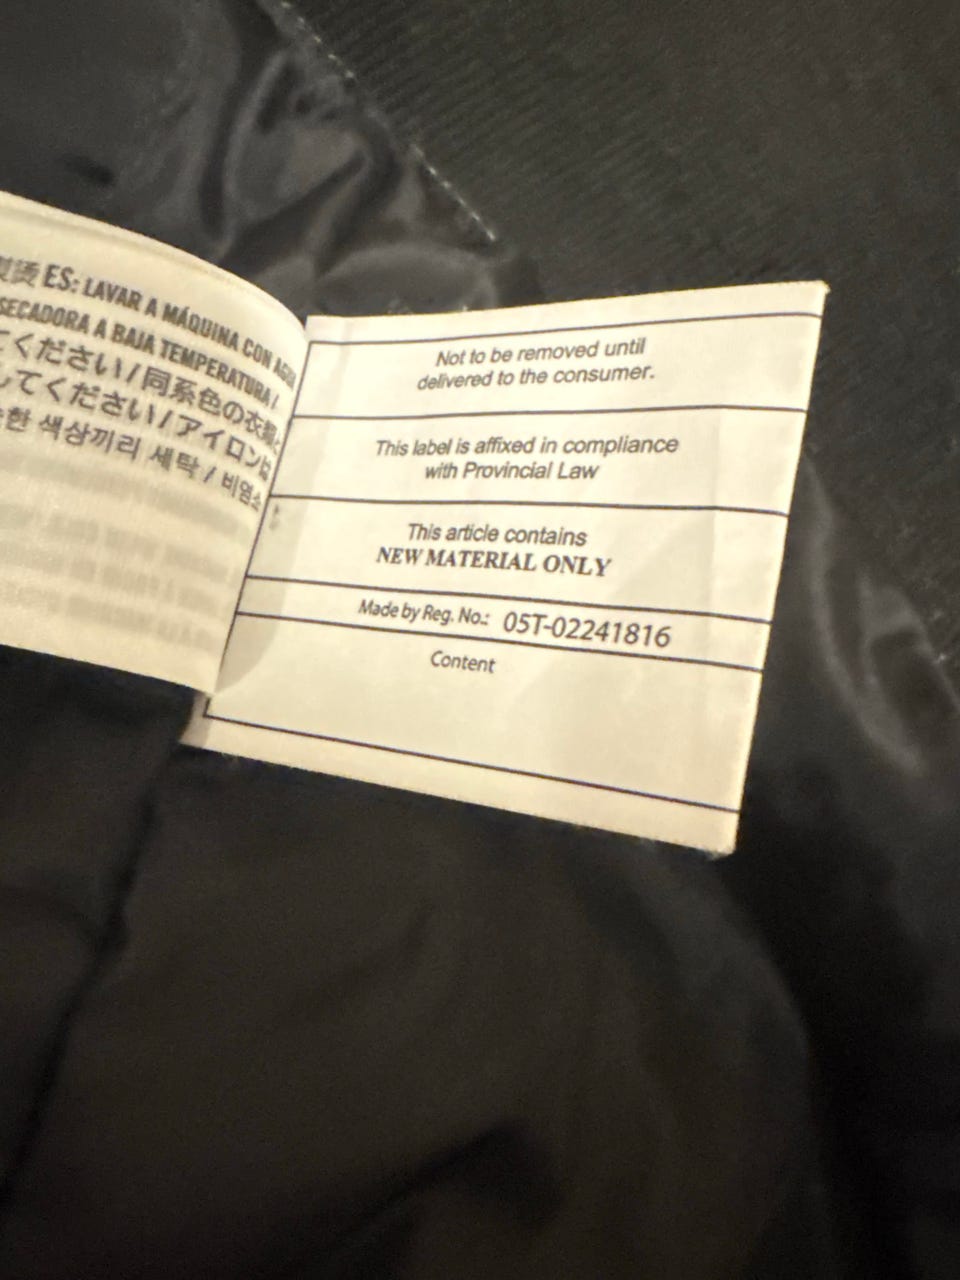 製燙 ES: LAVAR A MÁQUINA CON AGUA
SECADORA A BAJA TEMPERATURA /
てください / 同系色の衣類と
してください / アイロンは
한 색상끼리 세탁 / 비염소
Not to be removed until
delivered to the consumer.
This label is affixed in compliance
with Provincial Law
This article contains
NEW MATERIAL ONLY
Made by Reg. No.: 05T-02241816
Content